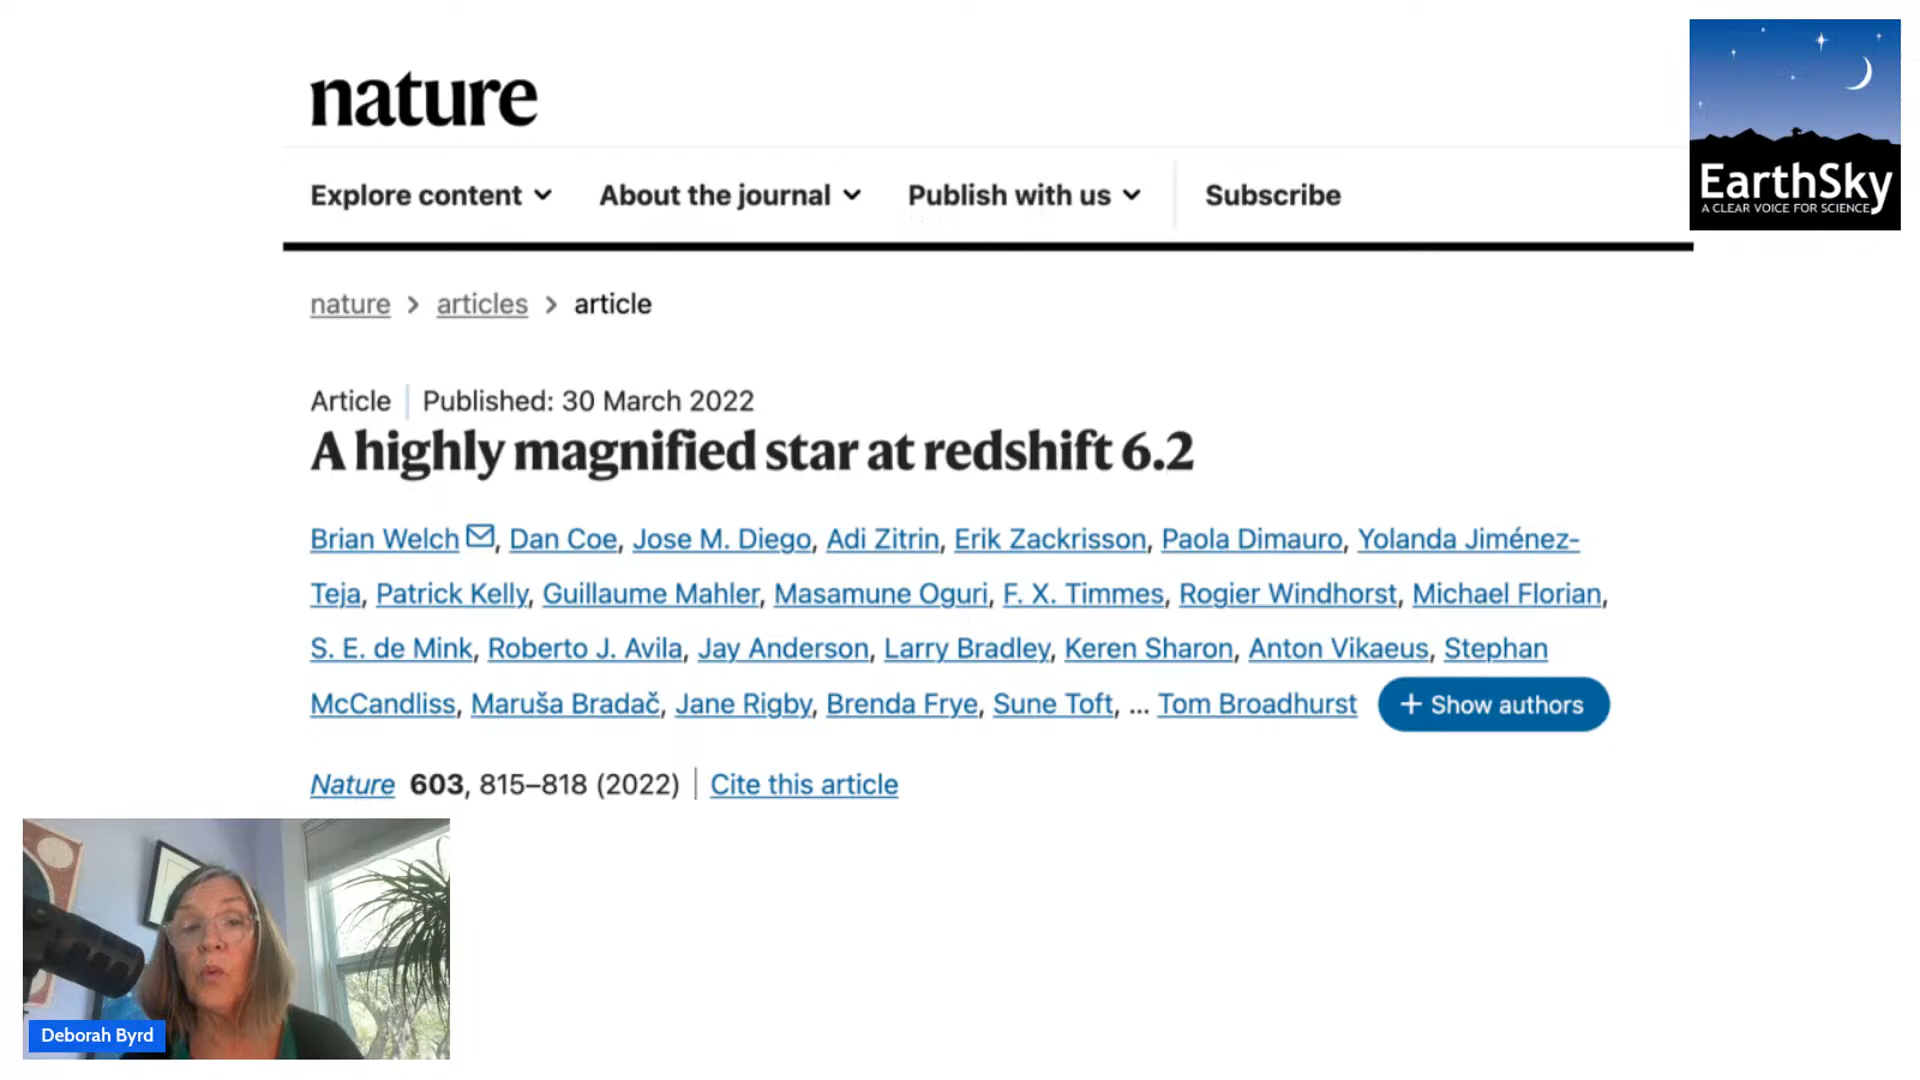 nature
Explore content
About the journal
Publish with us
Subscribe
EarthSky
A CLEAR VOICE FOR SCIENCE
nature > articles > article
Article | Published: 30 March 2022
A highly magnified star at redshift 6.2
Brian Welch, Dan Coe, Jose M. Diego, Adi Zitrin, Erik Zackrisson, Paola Dimauro, Yolanda Jiménez-
Teja, Patrick Kelly, Guillaume Mahler, Masamune Oguri, F. X. Timmes, Rogier Windhorst, Michael Florian,
S. E. de Mink, Roberto J. Avila, Jay Anderson, Larry Bradley, Keren Sharon, Anton Vikaeus, Stephan
McCandliss, Maruša Bradač, Jane Rigby, Brenda Frye, Sune Toft, ... Tom Broadhurst + Show authors
Nature 603, 815–818 (2022) | Cite this article
Deborah Byrd